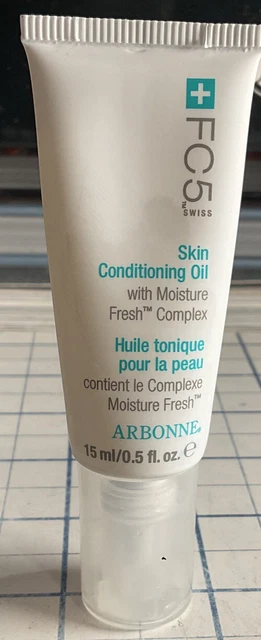 FC5™
SWISS
Skin
Conditioning Oil
with Moisture
Fresh™ Complex
Huile tonique
pour la peau
contient le Complexe
Moisture Fresh™
ARBONNE®
15 ml/0.5 fl. oz. ℮